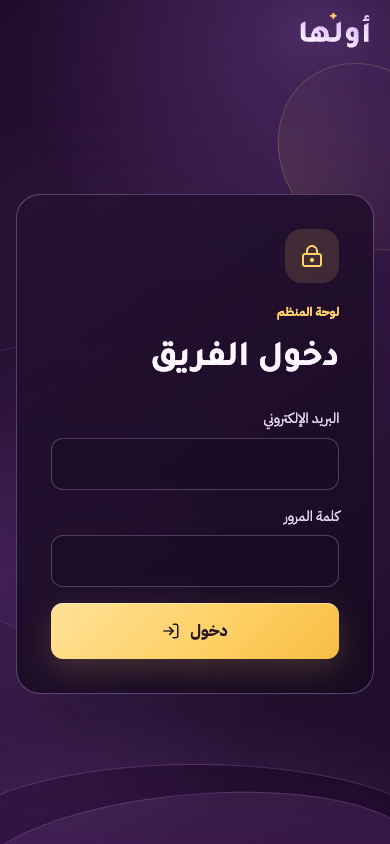 أولها
لوحة المنظم
دخول الفريق
البريد الإلكتروني
كلمة المرور
دخول